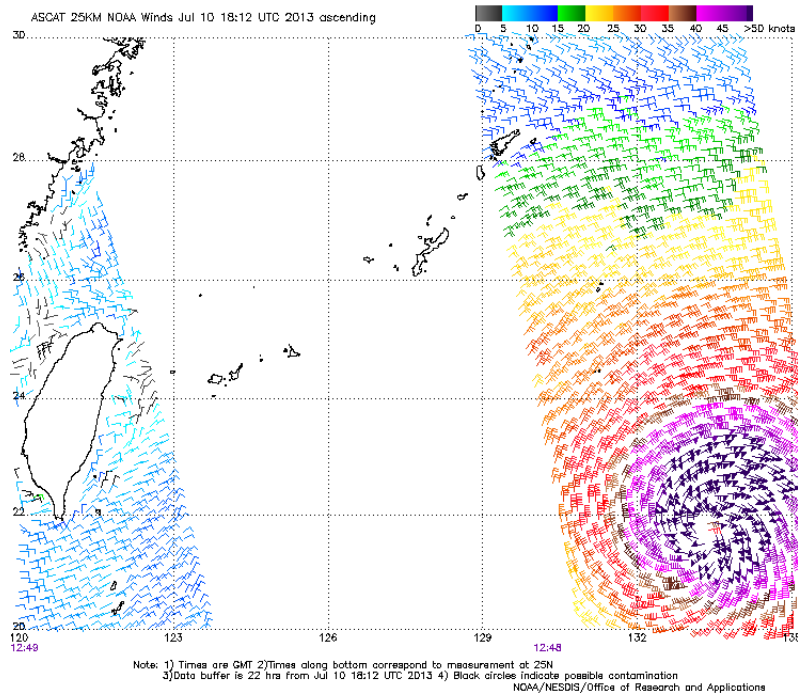 ASCAT 25KM NOAA Winds Jul 10 18:12 UTC 2013 ascending
0 5 10 15 20 25 30 35 40 45 >50 knots
30
28
26
24
22
20
120 123 126 129 132 135
12:49 12:48
Note: 1) Times are GMT 2)Times along bottom correspond to measurement at 25N
3)Data buffer is 22 hrs from Jul 10 18:12 UTC 2013 4) Black circles indicate possible contamination
NOAA/NESDIS/Office of Research and Applications